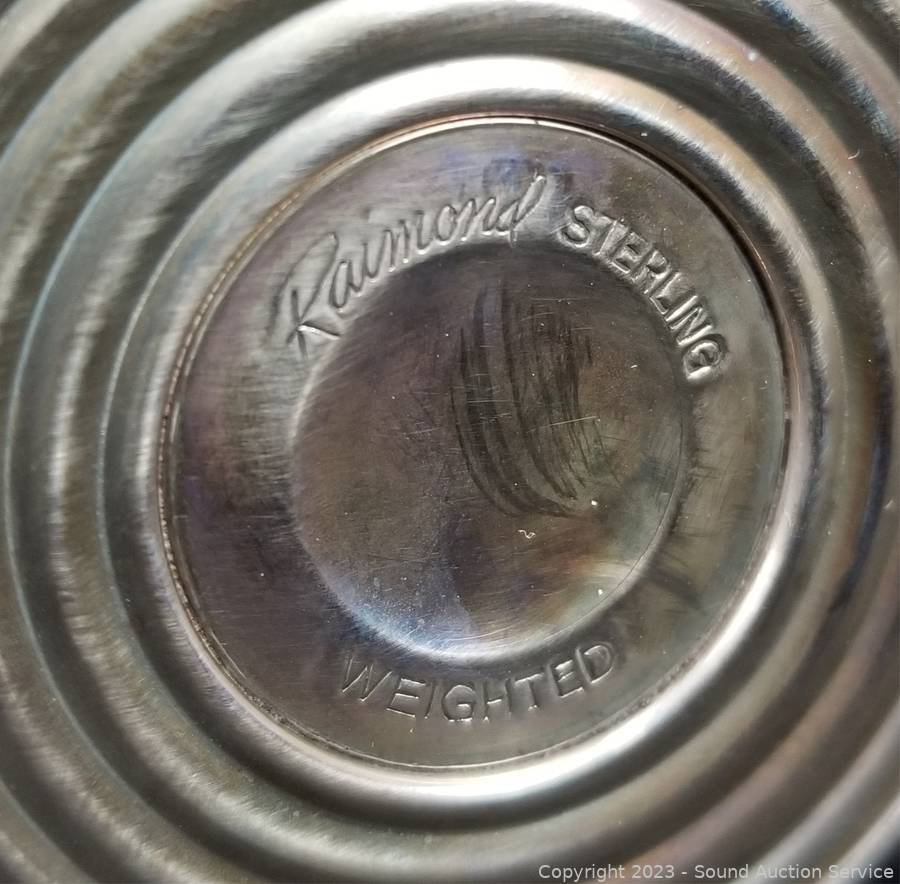 Raimond STERLING
WEIGHTED
Copyright 2023 - Sound Auction Service